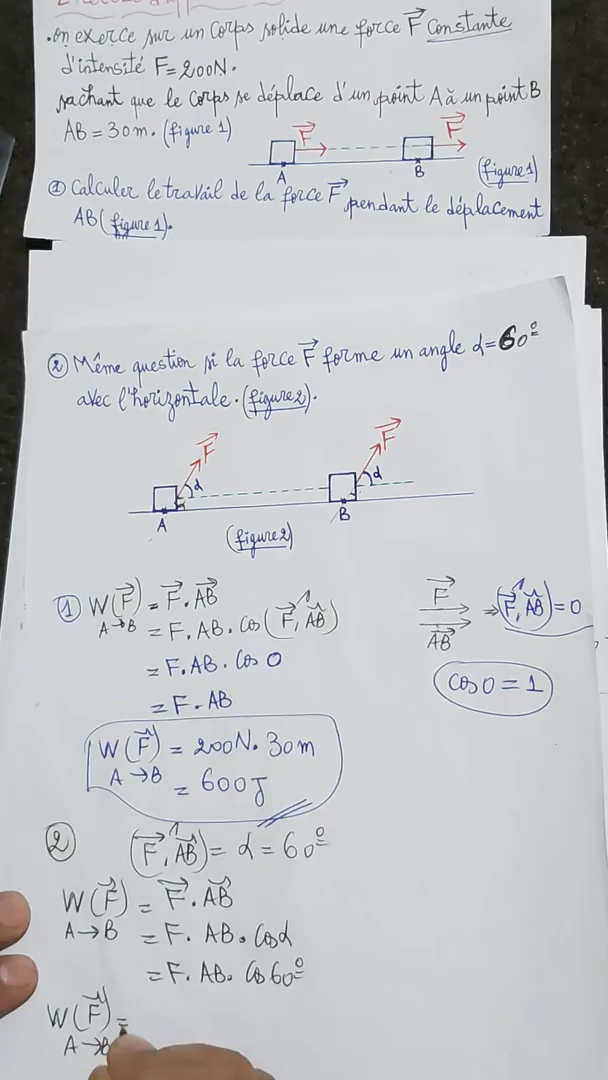 .On exerce sur un corps solide une force F⃗ Constante
d'intensité F=200N.
sachant que le corps se déplace d'un point A à un point B
AB=30m. (figure 1)
F⃗
F⃗
A
B
(figure 1)
① Calculer le travail de la force F⃗ pendant le déplacement
AB (figure 1).
② Même question si la force F⃗ forme un angle α=60°
avec l'horizontale. (figure 2).
F⃗
F⃗
α
α
A
B
(figure 2)
① W(F⃗) = F⃗.AB⃗
A→B
= F.AB.cos(F⃗,AB⃗)
= F.AB.Cos 0
= F.AB
F⃗
AB⃗
⇒(F⃗,AB⃗)=0
cos 0 = 1
W(F⃗) = 200N.30m
A→B
= 600J
② (F⃗,AB⃗)= α = 60°
W(F⃗) = F⃗.AB⃗
A→B
= F.AB.Cosα
= F.AB.Cos 60°
W(F⃗) =
A→B